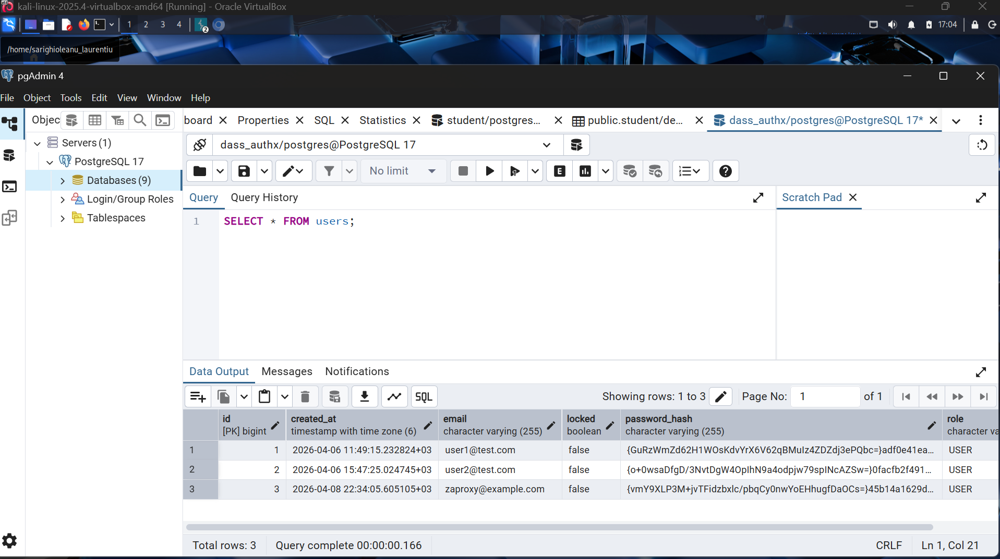 kali-linux-2025.4-virtualbox-amd64 [Running] - Oracle VirtualBox
1 2 3 4 2 17:04
/home/sarighioleanu_laurentiu
pgAdmin 4
File Object Tools Edit View Window Help
Objec board Properties SQL Statistics student/postgres... public.student/de... dass_authx/postgres@PostgreSQL 17*
Servers (1)
dass_authx/postgres@PostgreSQL 17
PostgreSQL 17
No limit E
Databases (9)
Query Query History Scratch Pad
Login/Group Roles
Tablespaces
1 SELECT * FROM users;
Data Output Messages Notifications
SQL Showing rows: 1 to 3 Page No: 1 of 1
id created_at email locked password_hash role
[PK] bigint timestamp with time zone (6) character varying (255) boolean character varying (255) character va
1 1 2026-04-06 11:49:15.232824+03 user1@test.com false {GuRzWmZd62H1WOsKdvYrX6V62qBMuIz4ZDZdj3ePQbc=}adf0e41ea... USER
2 2 2026-04-06 15:47:25.024745+03 user2@test.com false {o+0wsaDfgD/3NvtDgW4OpIhN9a4odpjw79spINcAZSw=}0facfb2f491... USER
3 3 2026-04-08 22:34:05.605105+03 zaproxy@example.com false {vmY9XLP3M+jvTFidzbxlc/pbqCy0nwYoEHhugfDaOCs=}45b14a1629d... USER
Total rows: 3 Query complete 00:00:00.166 CRLF Ln 1, Col 21